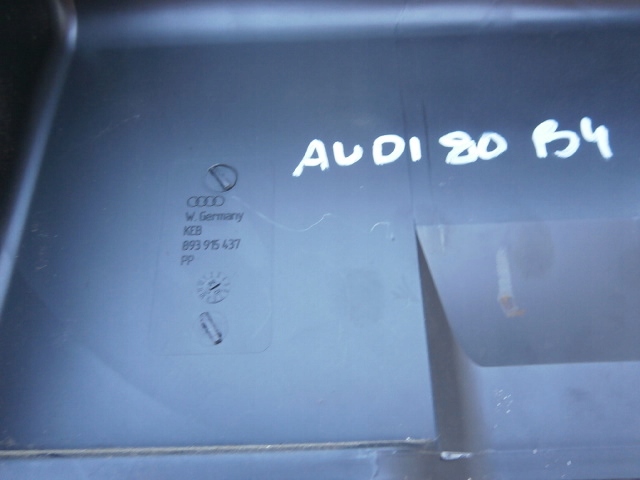 AUDI 80 B4
W. Germany
KEB
893 915 437
PP